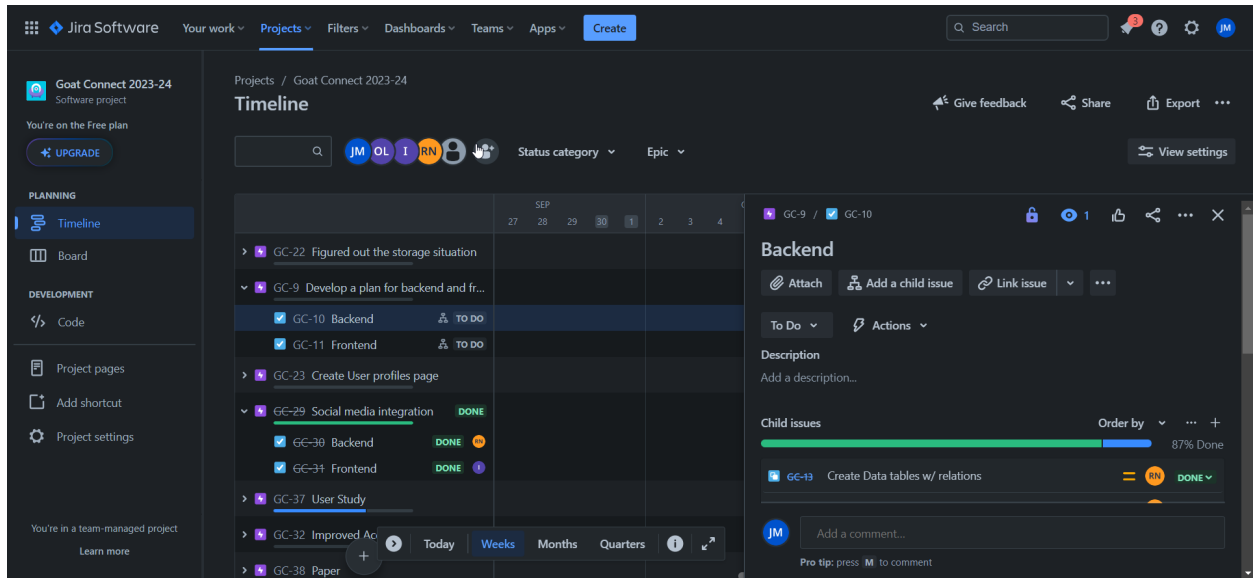 Jira Software Your work Projects Filters Dashboards Teams Apps Create Search 3 JM
Goat Connect 2023-24
Software project
You're on the Free plan
UPGRADE
PLANNING
Timeline
Board
DEVELOPMENT
Code
Project pages
Add shortcut
Project settings
You're in a team-managed project
Learn more
Projects / Goat Connect 2023-24
Timeline
Give feedback Share Export
JM OL I RN Status category Epic View settings
SEP
27 28 29 30 1 2 3 4
GC-22 Figured out the storage situation
GC-9 Develop a plan for backend and fr...
GC-10 Backend TO DO
GC-11 Frontend TO DO
GC-23 Create User profiles page
GC-29 Social media integration DONE
GC-30 Backend DONE RN
GC-31 Frontend DONE I
GC-37 User Study
GC-32 Improved Ac
GC-38 Paper
Today Weeks Months Quarters
GC-9 / GC-10 1
Backend
Attach Add a child issue Link issue
To Do Actions
Description
Add a description...
Child issues Order by
87% Done
GC-13 Create Data tables w/ relations RN DONE
JM Add a comment...
Pro tip: press M to comment